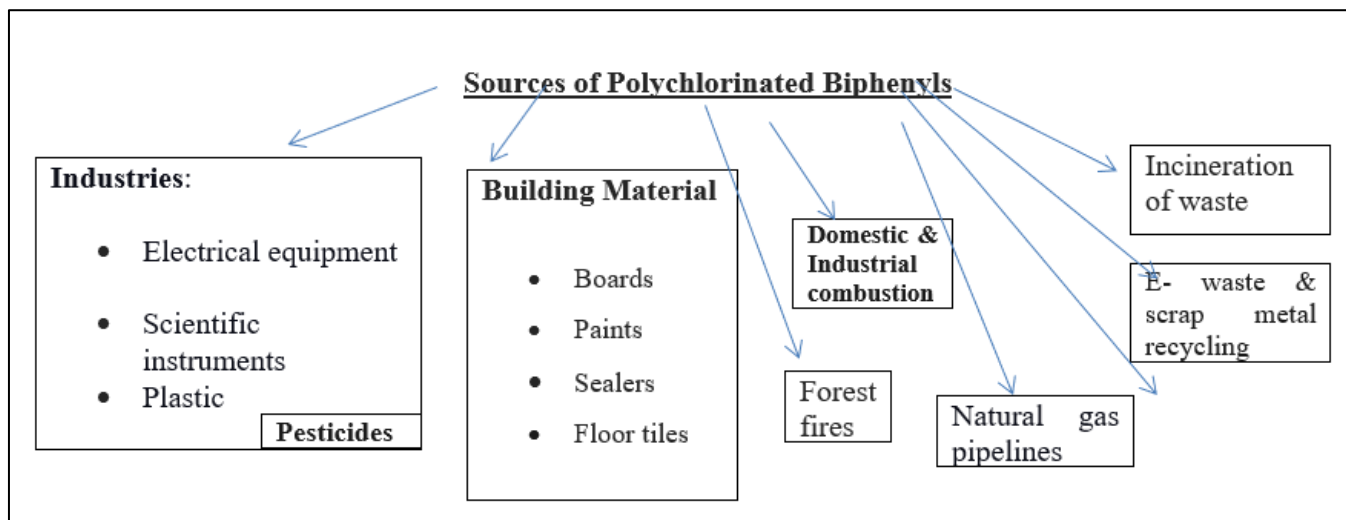 Sources of Polychlorinated Biphenyls
Industries:
• Electrical equipment
• Scientific
instruments
• Plastic
Pesticides
Building Material
• Boards
• Paints
• Sealers
• Floor tiles
Domestic &
Industrial
combustion
Forest
fires
Natural gas
pipelines
Incineration
of waste
E- waste &
scrap metal
recycling